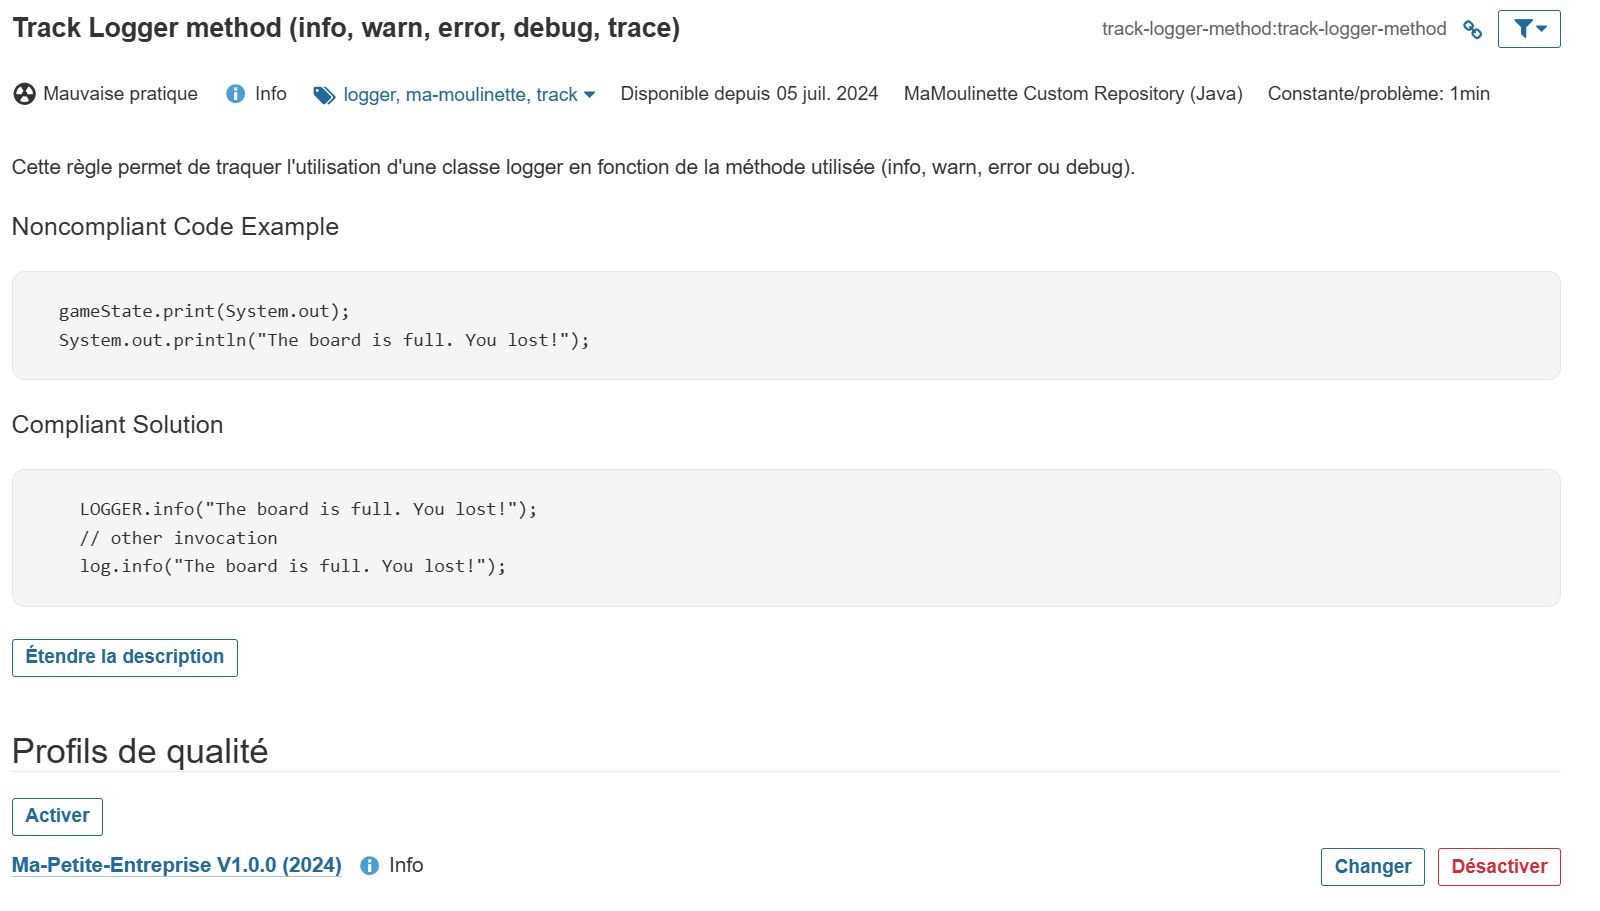 Track Logger method (info, warn, error, debug, trace)
track-logger-method:track-logger-method
Mauvaise pratique Info logger, ma-moulinette, track Disponible depuis 05 juil. 2024 MaMoulinette Custom Repository (Java) Constante/problème: 1min
Cette règle permet de traquer l'utilisation d'une classe logger en fonction de la méthode utilisée (info, warn, error ou debug).
Noncompliant Code Example
gameState.print(System.out);
System.out.println("The board is full. You lost!");
Compliant Solution
LOGGER.info("The board is full. You lost!");
// other invocation
log.info("The board is full. You lost!");
Étendre la description
Profils de qualité
Activer
Ma-Petite-Entreprise V1.0.0 (2024) Info Changer Désactiver